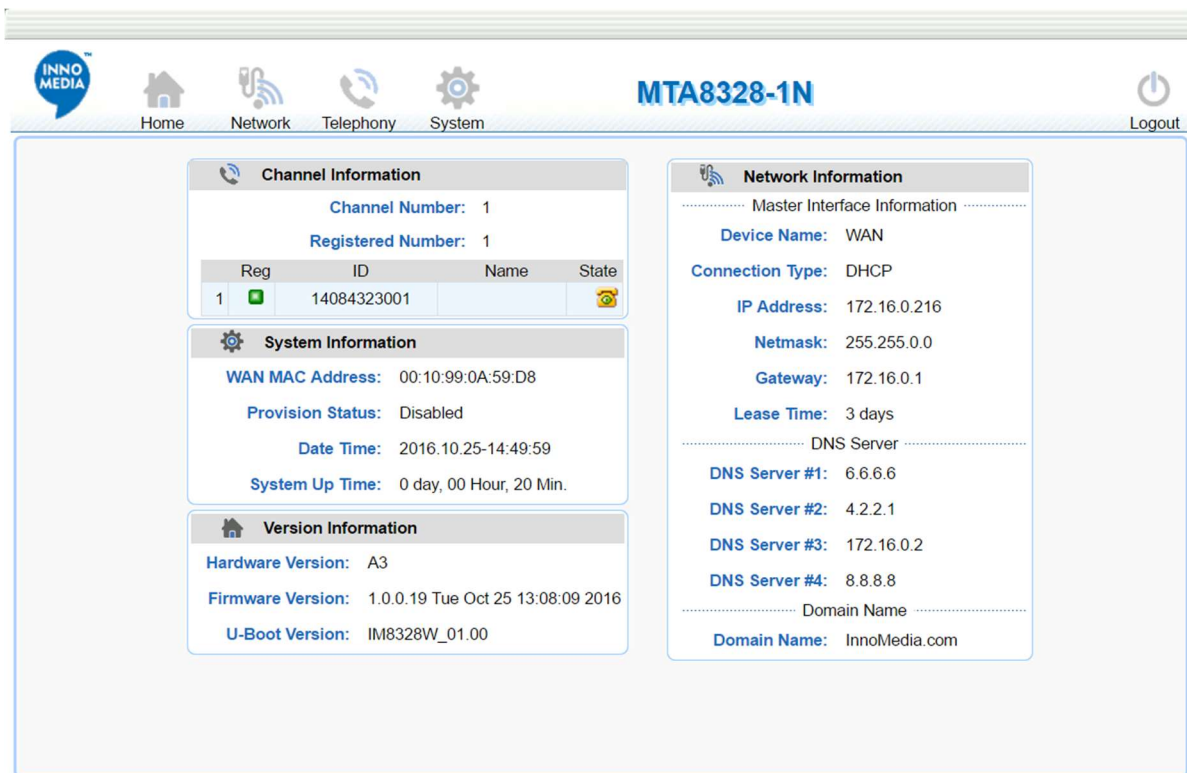 INNO
MEDIA
™
Home
Network
Telephony
System
MTA8328-1N
Logout
Channel Information
Channel Number: 1
Registered Number: 1
Reg ID Name State
1 14084323001
System Information
WAN MAC Address: 00:10:99:0A:59:D8
Provision Status: Disabled
Date Time: 2016.10.25-14:49:59
System Up Time: 0 day, 00 Hour, 20 Min.
Version Information
Hardware Version: A3
Firmware Version: 1.0.0.19 Tue Oct 25 13:08:09 2016
U-Boot Version: IM8328W_01.00
Network Information
Master Interface Information
Device Name: WAN
Connection Type: DHCP
IP Address: 172.16.0.216
Netmask: 255.255.0.0
Gateway: 172.16.0.1
Lease Time: 3 days
DNS Server
DNS Server #1: 6.6.6.6
DNS Server #2: 4.2.2.1
DNS Server #3: 172.16.0.2
DNS Server #4: 8.8.8.8
Domain Name
Domain Name: InnoMedia.com